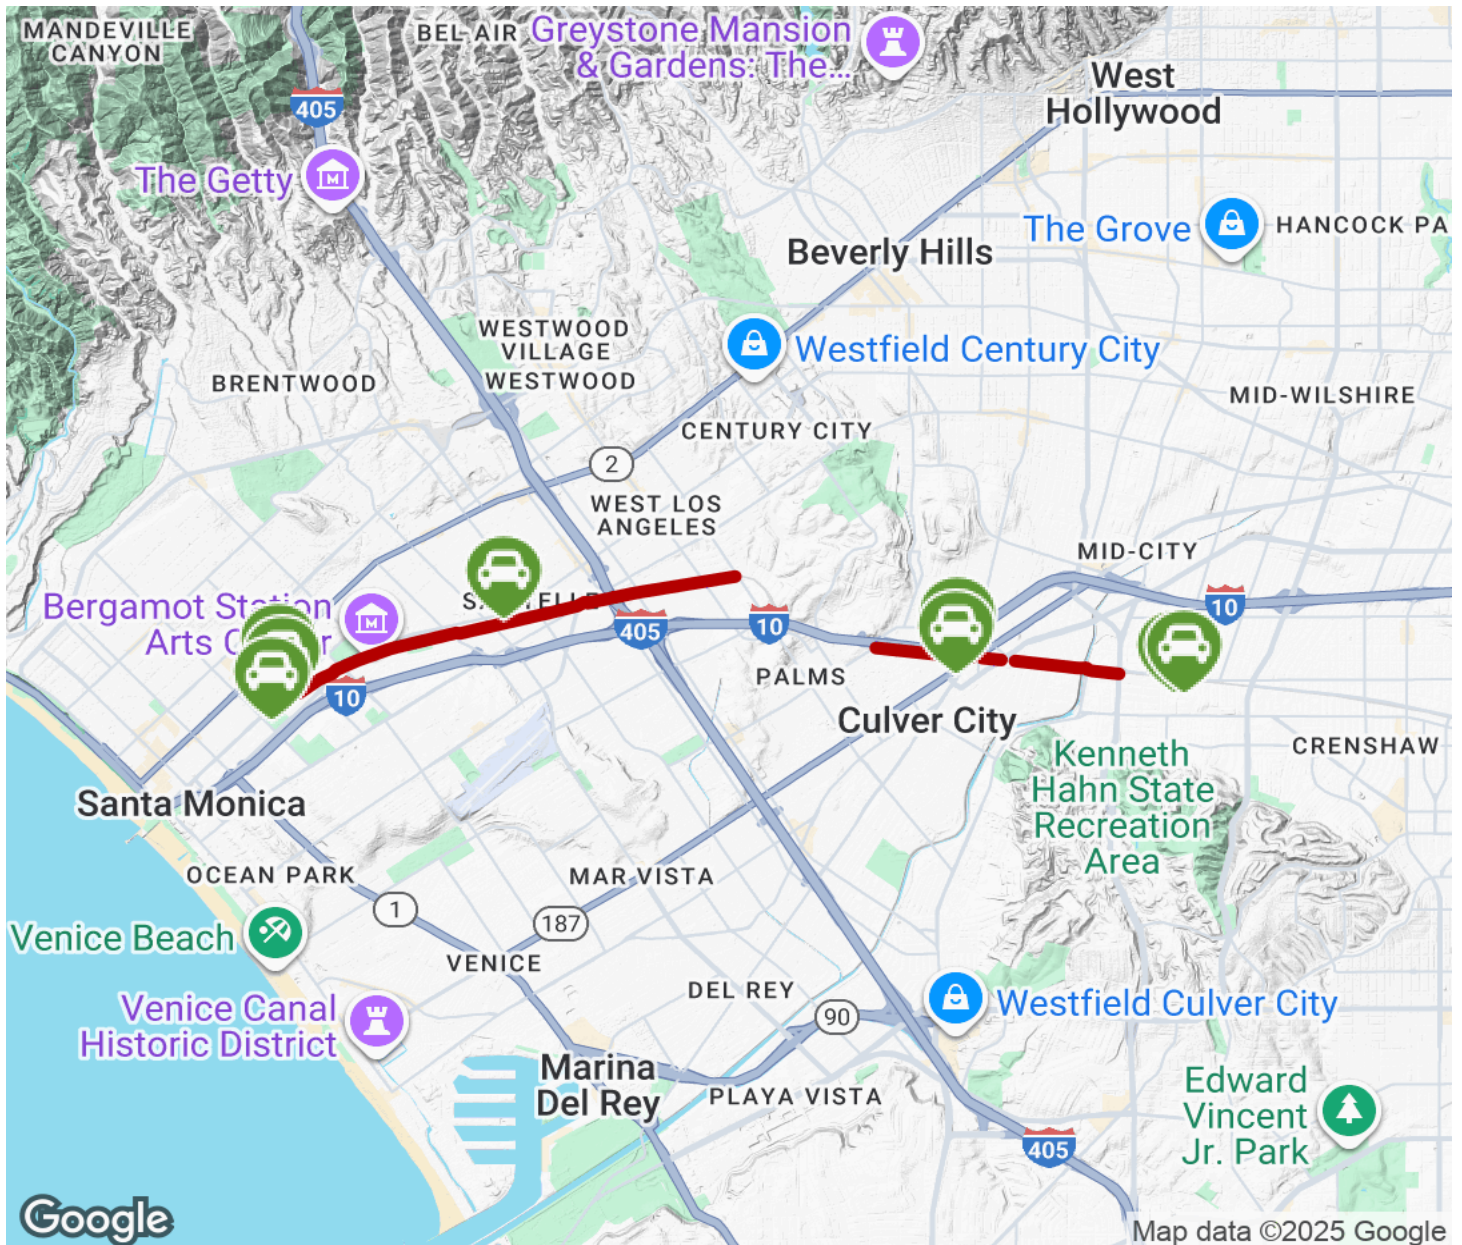 MANDEVILLE
CANYON
BEL AIR
Greystone Mansion
& Gardens: The...
West
Hollywood
405
The Getty
The Grove
HANCOCK PA
Beverly Hills
WESTWOOD
VILLAGE
WESTWOOD
Westfield Century City
BRENTWOOD
MID-WILSHIRE
CENTURY CITY
2
WEST LOS
ANGELES
MID-CITY
Bergamot Station
Arts
405
10
10
10
PALMS
Culver City
CRENSHAW
Kenneth
Hahn State
Recreation
Area
Santa Monica
OCEAN PARK
MAR VISTA
1
187
Venice Beach
VENICE
DEL REY
Venice Canal
Historic District
90
Westfield Culver City
Marina
Del Rey
PLAYA VISTA
Edward
Vincent
Jr. Park
405
Google
Map data ©2025 Google